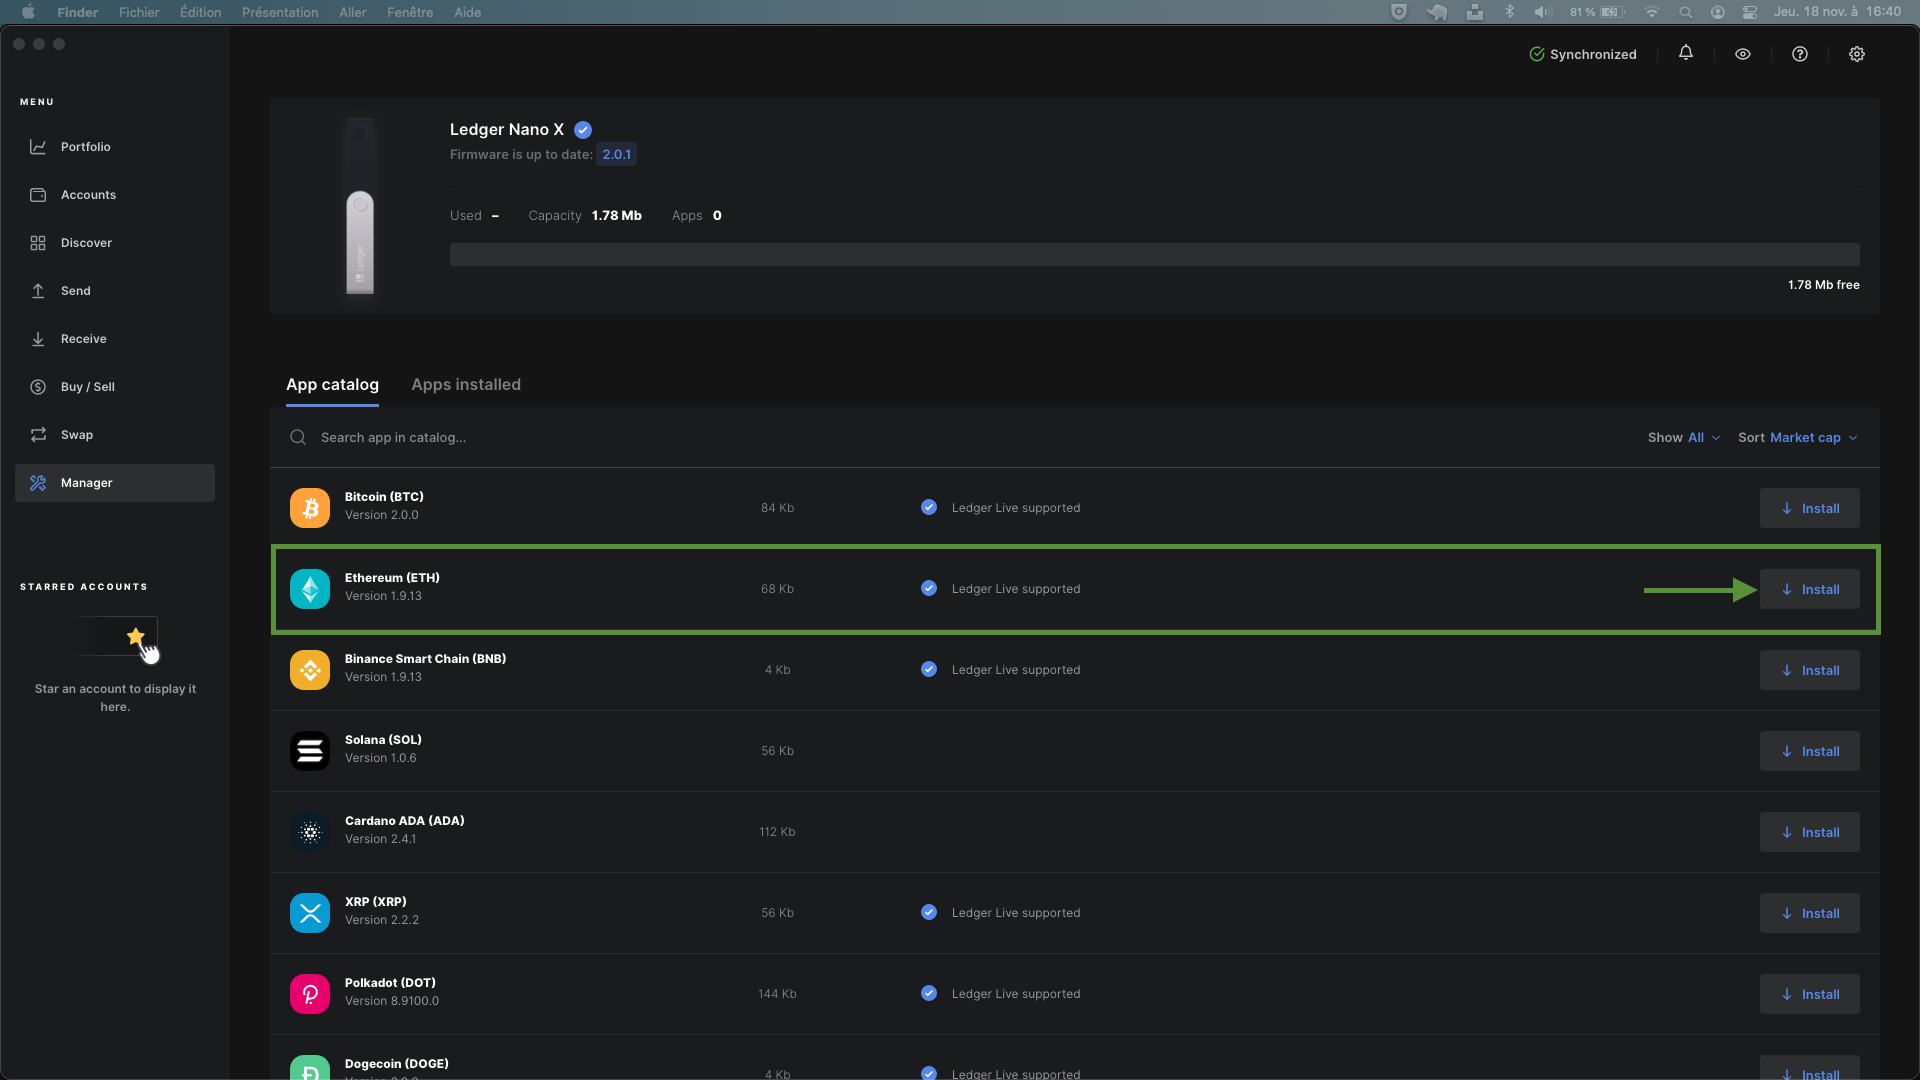 Finder Fichier Édition Présentation Aller Fenêtre Aide 81 % Jeu. 18 nov. à 16:40
Synchronized
MENU
Portfolio
Accounts
Discover
Send
Receive
Buy / Sell
Swap
Manager
STARRED ACCOUNTS
Star an account to display it
here.
Ledger Nano X
Firmware is up to date: 2.0.1
Used – Capacity 1.78 Mb Apps 0
Ledger
1.78 Mb free
App catalog Apps installed
Search app in catalog... Show All Sort Market cap
Bitcoin (BTC)
Version 2.0.0
84 Kb Ledger Live supported Install
Ethereum (ETH)
Version 1.9.13
68 Kb Ledger Live supported Install
Binance Smart Chain (BNB)
Version 1.9.13
4 Kb Ledger Live supported Install
Solana (SOL)
Version 1.0.6
56 Kb Install
Cardano ADA (ADA)
Version 2.4.1
112 Kb Install
XRP (XRP)
Version 2.2.2
56 Kb Ledger Live supported Install
Polkadot (DOT)
Version 8.9100.0
144 Kb Ledger Live supported Install
Dogecoin (DOGE)
4 Kb Ledger Live supported Install